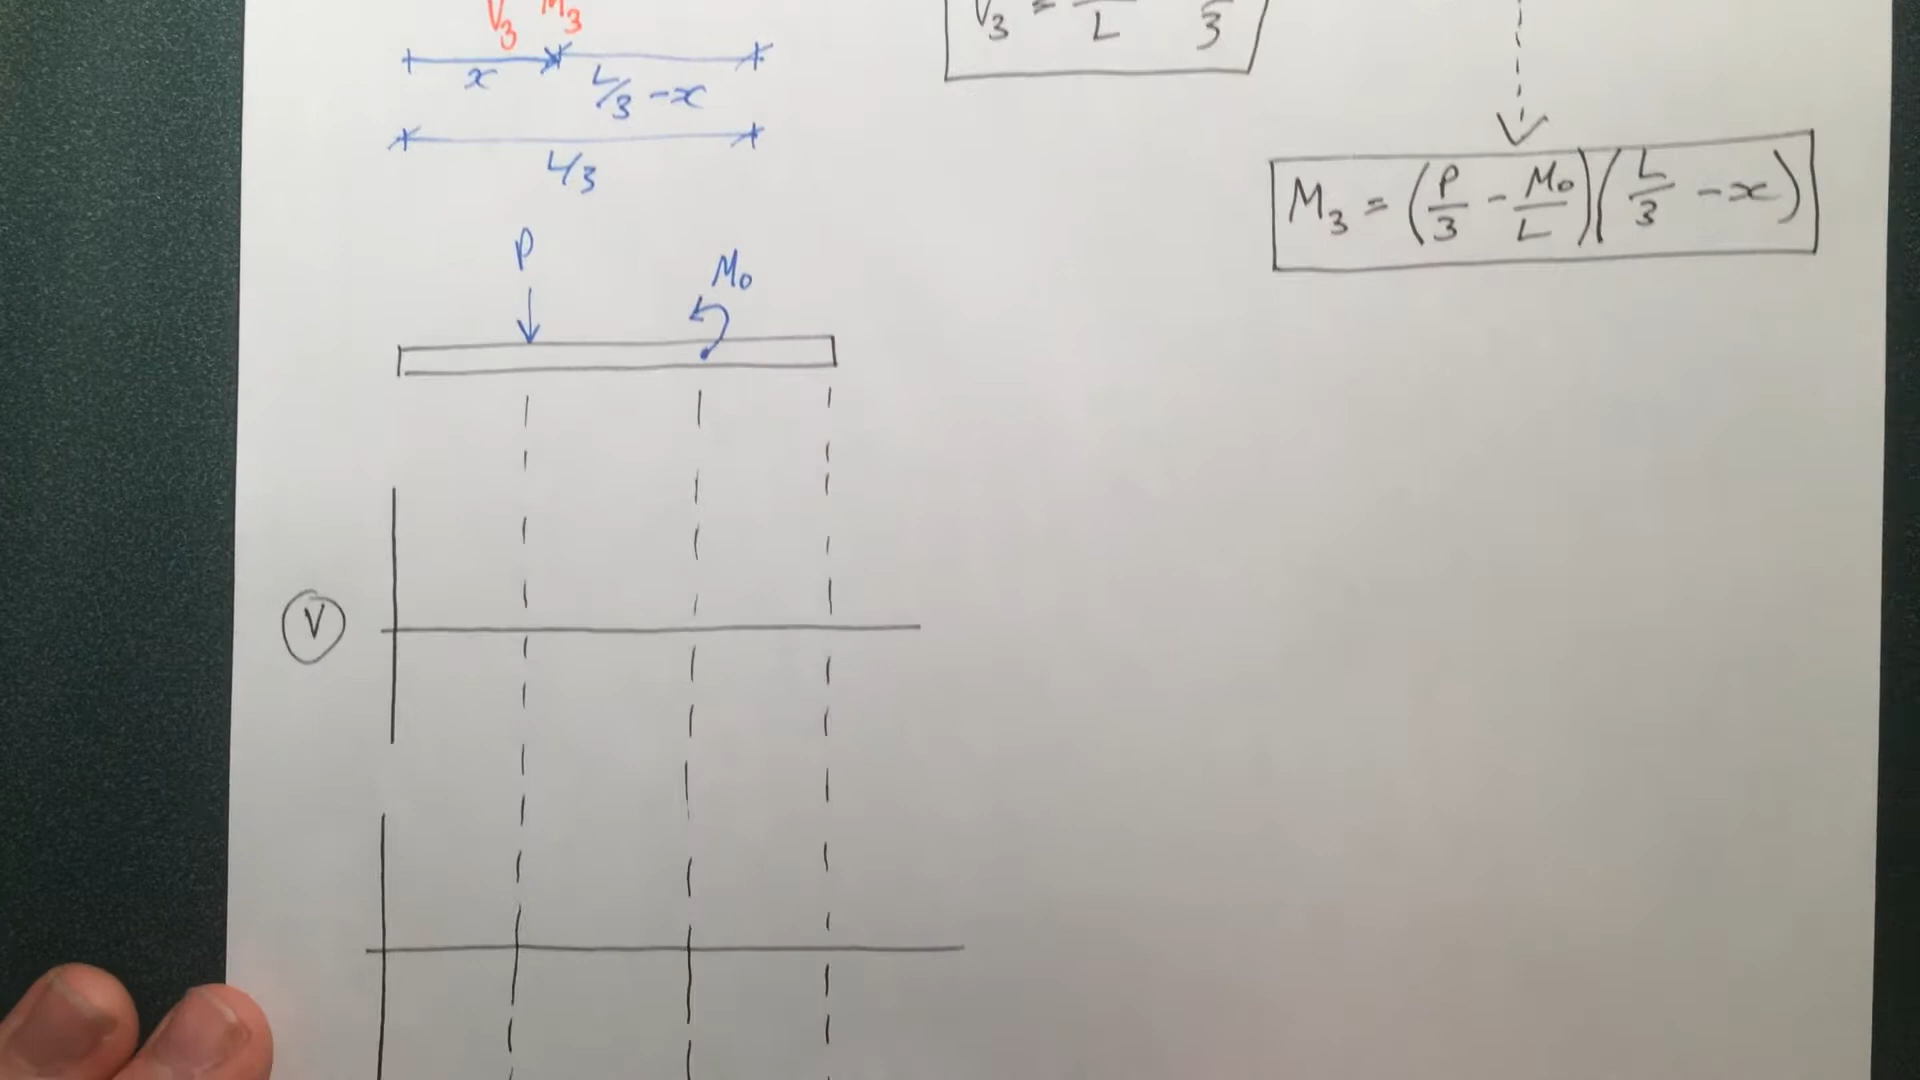 V₃ M₃
V₃ = L 3
x L/3 -x
L/3
M₃ = (P/3 - M₀/L)(L/3 - x)
P
M₀
V